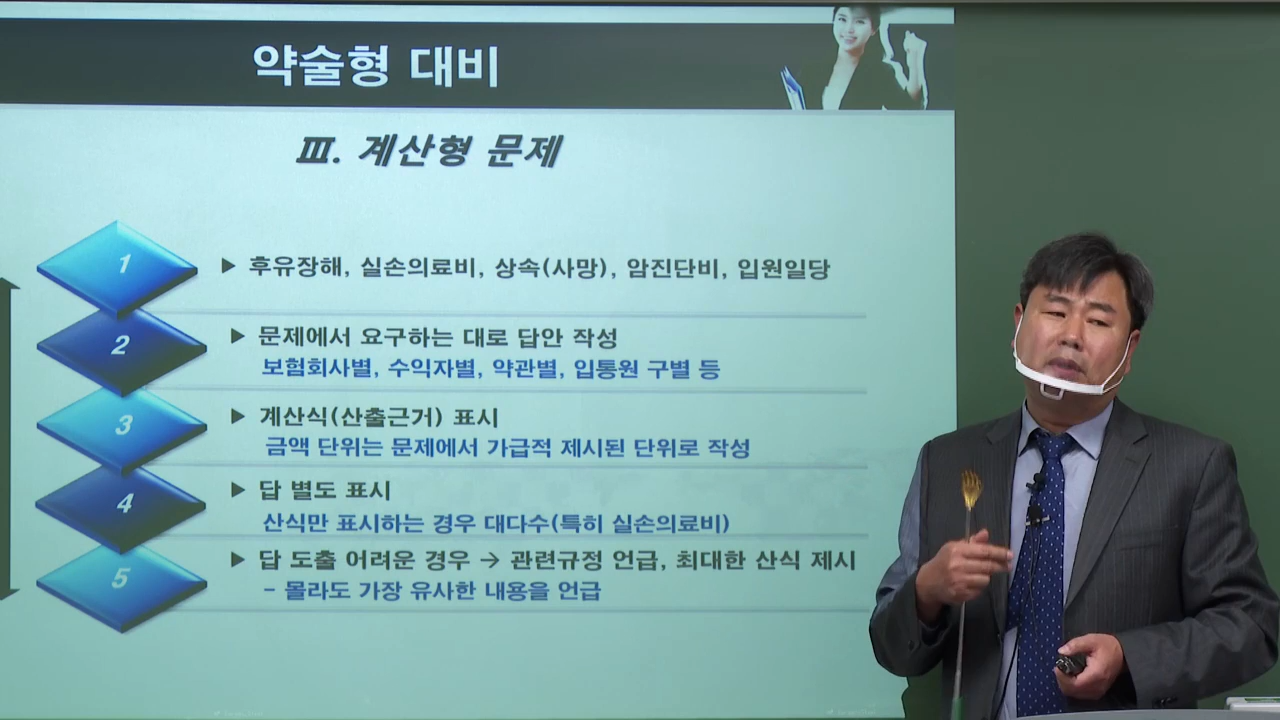 약술형 대비
Ⅲ. 계산형 문제
1
▶ 후유장해, 실손의료비, 상속(사망), 암진단비, 입원일당
2
▶ 문제에서 요구하는 대로 답안 작성
보험회사별, 수익자별, 약관별, 입통원 구별 등
3
▶ 계산식(산출근거) 표시
금액 단위는 문제에서 가급적 제시된 단위로 작성
4
▶ 답 별도 표시
산식만 표시하는 경우 대다수(특히 실손의료비)
5
▶ 답 도출 어려운 경우 → 관련규정 언급, 최대한 산식 제시
- 몰라도 가장 유사한 내용을 언급